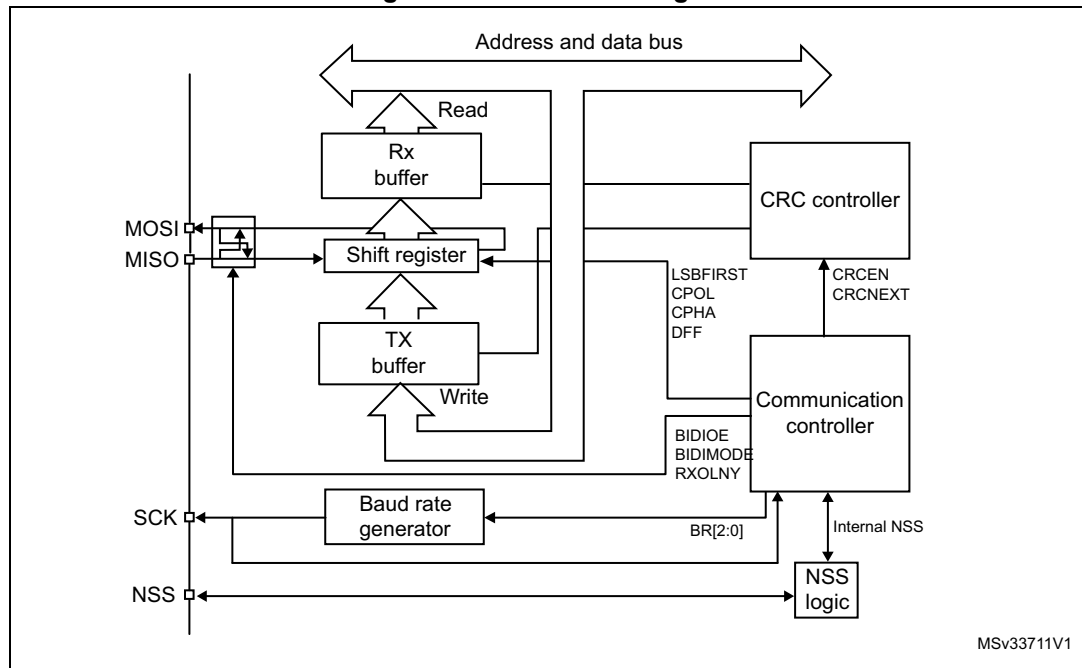 Address and data bus
Read
Rx
buffer
CRC controller
MOSI
MISO
Shift register
LSBFIRST
CPOL
CPHA
DFF
CRCEN
CRCNEXT
TX
buffer
Write
Communication
controller
BIDIOE
BIDIMODE
RXOLNY
SCK
Baud rate
generator
BR[2:0]
Internal NSS
NSS
NSS
logic
MSv33711V1